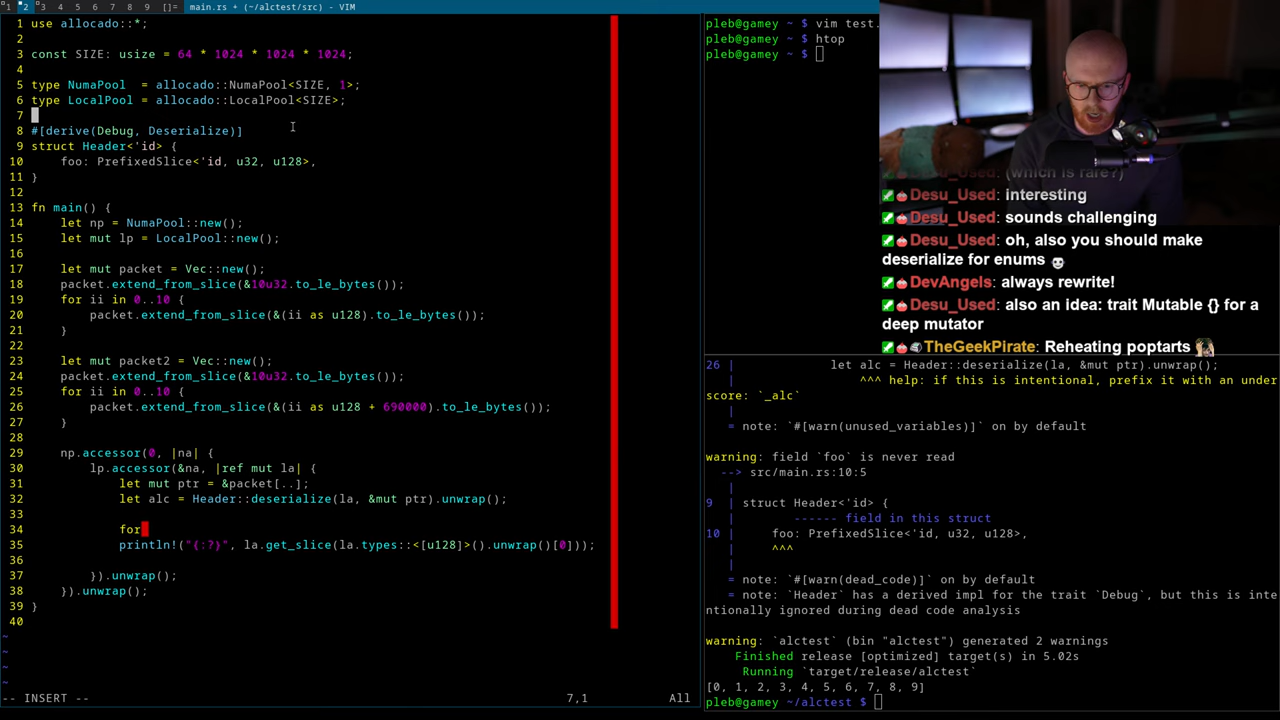 1 2 3 4 5 6 7 8 9 []= main.rs + (~/alctest/src) - VIM
1 use allocado::*;
2
3 const SIZE: usize = 64 * 1024 * 1024 * 1024;
4
5 type NumaPool  = allocado::NumaPool<SIZE, 1>;
6 type LocalPool = allocado::LocalPool<SIZE>;
7
8 #[derive(Debug, Deserialize)]
9 struct Header<'id> {
10     foo: PrefixedSlice<'id, u32, u128>,
11 }
12
13 fn main() {
14     let np = NumaPool::new();
15     let mut lp = LocalPool::new();
16
17     let mut packet = Vec::new();
18     packet.extend_from_slice(&10u32.to_le_bytes());
19     for ii in 0..10 {
20         packet.extend_from_slice(&(ii as u128).to_le_bytes());
21     }
22
23     let mut packet2 = Vec::new();
24     packet.extend_from_slice(&10u32.to_le_bytes());
25     for ii in 0..10 {
26         packet.extend_from_slice(&(ii as u128 + 690000).to_le_bytes());
27     }
28
29     np.accessor(0, |na| {
30         lp.accessor(&na, |ref mut la| {
31             let mut ptr = &packet[..];
32             let alc = Header::deserialize(la, &mut ptr).unwrap();
33
34             for
35             println!("{:?}", la.get_slice(la.types::<[u128]>().unwrap()[0]));
36
37         }).unwrap();
38     }).unwrap();
39 }
40
~
~
~
~
-- INSERT -- 7,1 All
pleb@gamey ~ $ vim test.
pleb@gamey ~ $ htop
pleb@gamey ~ $
(which is rare?)
Desu_Used: interesting
Desu_Used: sounds challenging
Desu_Used: oh, also you should make
deserialize for enums
DevAngels: always rewrite!
Desu_Used: also an idea: trait Mutable {} for a
deep mutator
TheGeekPirate: Reheating poptarts
26 |             let alc = Header::deserialize(la, &mut ptr).unwrap();
|                 ^^^ help: if this is intentional, prefix it with an under
score: `_alc`
|
= note: `#[warn(unused_variables)]` on by default
warning: field `foo` is never read
--> src/main.rs:10:5
|
9 | struct Header<'id> {
|        ------ field in this struct
10 |     foo: PrefixedSlice<'id, u32, u128>,
|     ^^^
|
= note: `#[warn(dead_code)]` on by default
= note: `Header` has a derived impl for the trait `Debug`, but this is inte
ntionally ignored during dead code analysis
warning: `alctest` (bin "alctest") generated 2 warnings
Finished release [optimized] target(s) in 5.02s
Running `target/release/alctest`
[0, 1, 2, 3, 4, 5, 6, 7, 8, 9]
pleb@gamey ~/alctest $